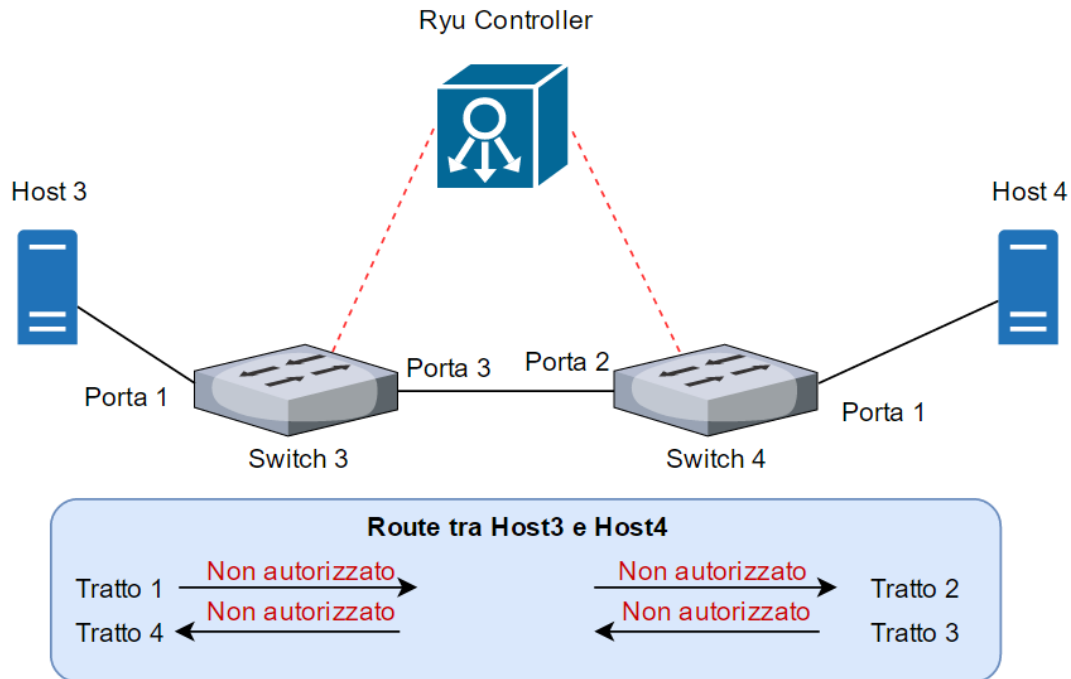 Ryu Controller
Host 3
Host 4
Porta 1
Porta 3
Porta 2
Porta 1
Switch 3
Switch 4
Route tra Host3 e Host4
Tratto 1
Non autorizzato
Non autorizzato
Tratto 2
Tratto 4
Non autorizzato
Non autorizzato
Tratto 3